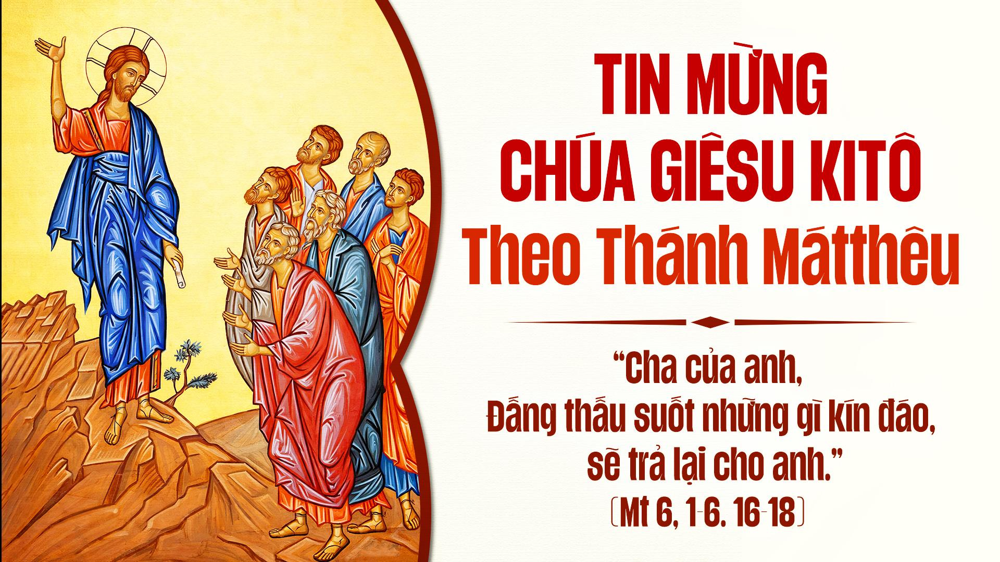 TIN MỪNG
CHÚA GIÊSU KITÔ
Theo Thánh Mátthêu
“Cha của anh,
Đấng thấu suốt những gì kín đáo,
sẽ trả lại cho anh.”
(Mt 6, 1-6. 16-18)